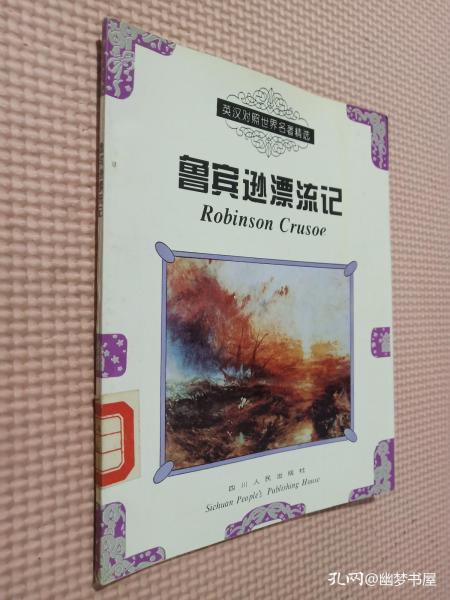 英汉对照世界名著精选
鲁宾逊漂流记
Robinson Crusoe
四川人民出版社
Sichuan People's Publishing House
孔网@幽梦书屋